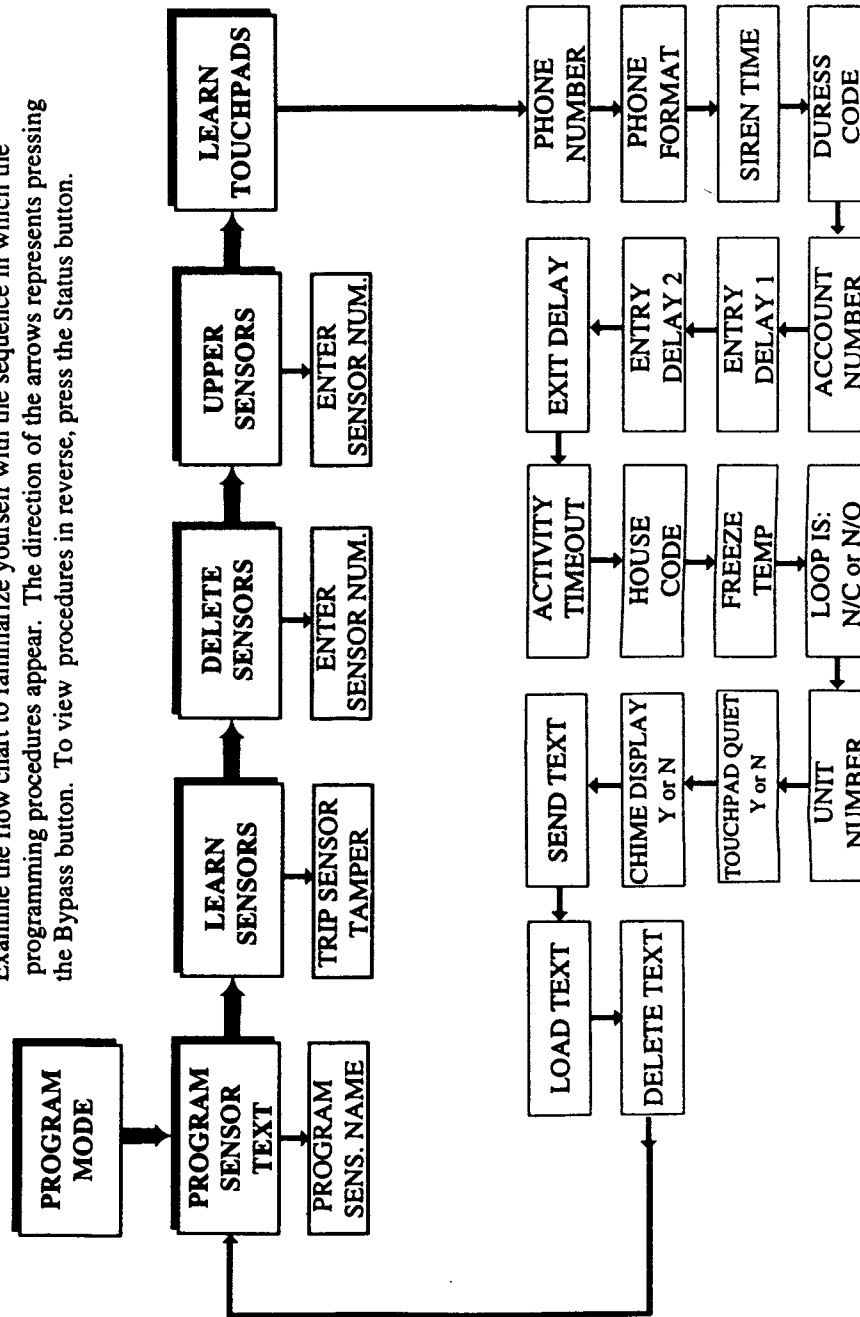 Examine the flow chart to familiarize yourself with the sequence in which the
programming procedures appear. The direction of the arrows represents pressing
the Bypass button. To view procedures in reverse, press the Status button.
PROGRAM
MODE
PROGRAM
SENSOR
TEXT
PROGRAM
SENS. NAME
LEARN
SENSORS
TRIP SENSOR
TAMPER
DELETE
SENSORS
ENTER
SENSOR NUM.
UPPER
SENSORS
ENTER
SENSOR NUM.
LEARN
TOUCHPADS
PHONE
NUMBER
PHONE
FORMAT
SIREN TIME
DURESS
CODE
ACCOUNT
NUMBER
ENTRY
DELAY 1
ENTRY
DELAY 2
EXIT DELAY
ACTIVITY
TIMEOUT
HOUSE
CODE
FREEZE
TEMP
LOOP IS:
N/C or N/O
UNIT
NUMBER
TOUCHPAD QUIET
Y or N
CHIME DISPLAY
Y or N
SEND TEXT
LOAD TEXT
DELETE TEXT